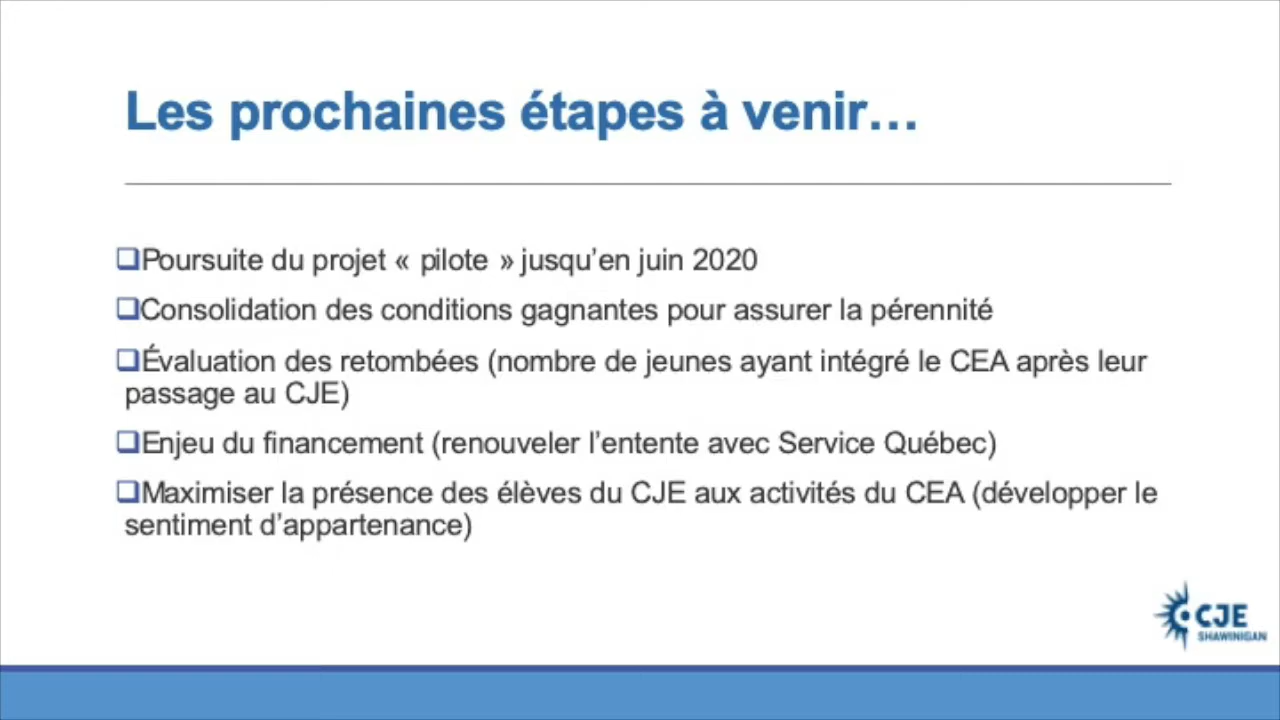 Les prochaines étapes à venir…
❑Poursuite du projet « pilote » jusqu’en juin 2020
❑Consolidation des conditions gagnantes pour assurer la pérennité
❑Évaluation des retombées (nombre de jeunes ayant intégré le CEA après leur
passage au CJE)
❑Enjeu du financement (renouveler l’entente avec Service Québec)
❑Maximiser la présence des élèves du CJE aux activités du CEA (développer le
sentiment d’appartenance)
CJE
SHAWINIGAN